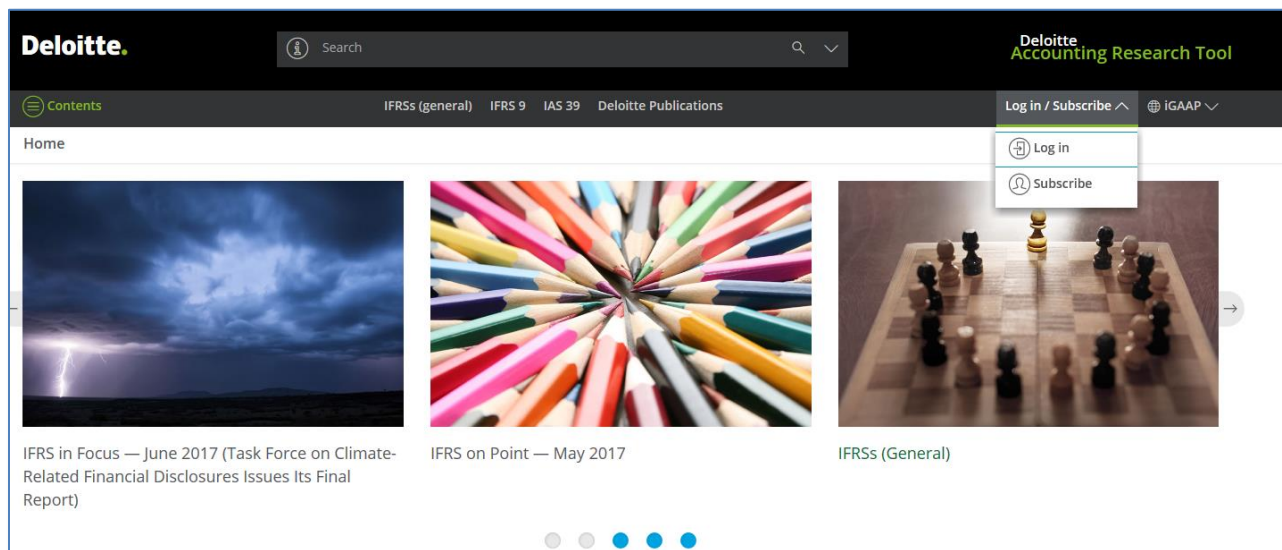 Deloitte.
Search
Deloitte
Accounting Research Tool
Contents
IFRSs (general) IFRS 9 IAS 39 Deloitte Publications
Log in / Subscribe
iGAAP
Home
Log in
Subscribe
IFRS in Focus — June 2017 (Task Force on Climate-
Related Financial Disclosures Issues Its Final
Report)
IFRS on Point — May 2017
IFRSs (General)